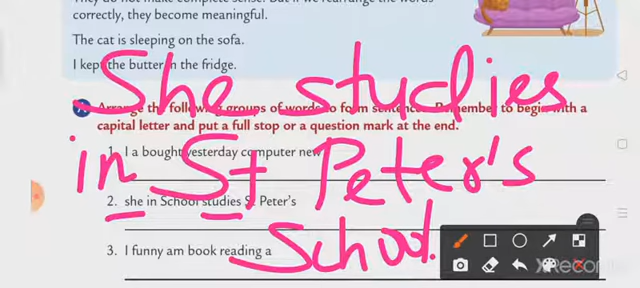 They do not make complete sense. But if we rearrange the words
correctly, they become meaningful.
The cat is sleeping on the sofa.
I kept the butter in the fridge.
She studies
A. Arrange the following groups of words to form sentences. Remember to begin with a
capital letter and put a full stop or a question mark at the end.
1. I a bought yesterday computer new
in St Peter's
2. she in School studies St Peter's
School.
3. I funny am book reading a
XRecorder